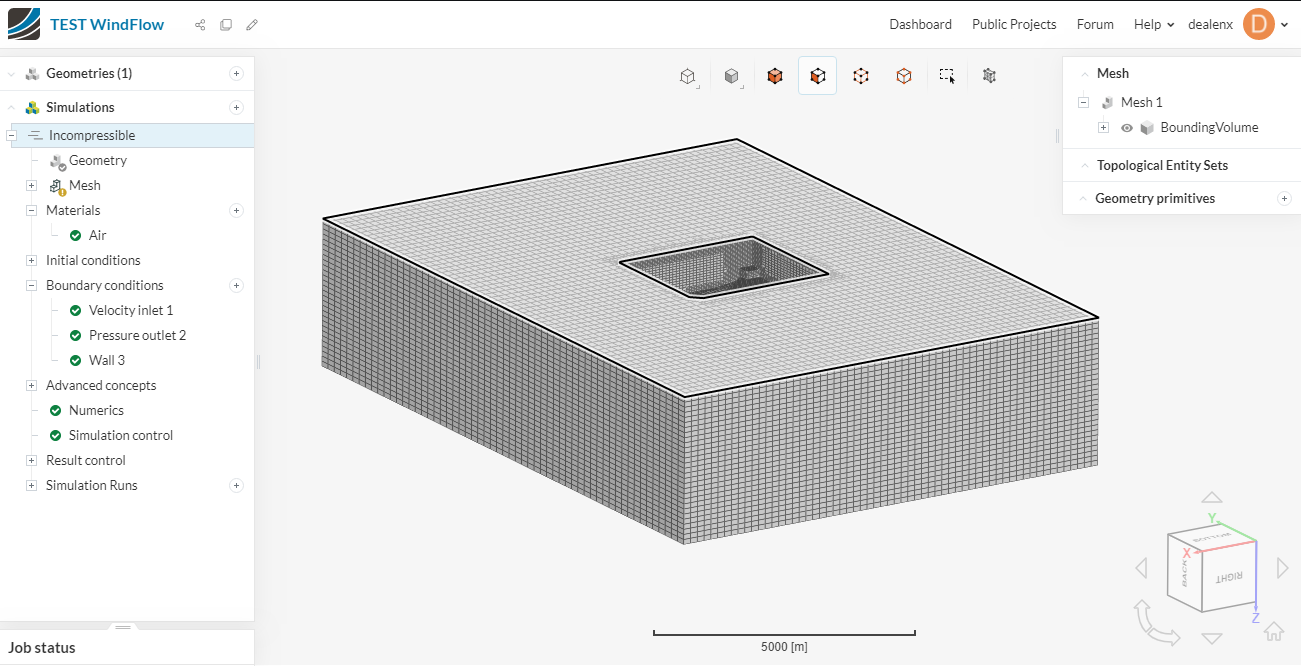 TEST WindFlow
Dashboard Public Projects Forum Help dealenx D
Geometries (1)
Simulations
Incompressible
Geometry
Mesh
Materials
Air
Initial conditions
Boundary conditions
Velocity inlet 1
Pressure outlet 2
Wall 3
Advanced concepts
Numerics
Simulation control
Result control
Simulation Runs
Job status
Mesh
Mesh 1
BoundingVolume
Topological Entity Sets
Geometry primitives
5000 [m]
Y
BOTTOM
X
BACK
RIGHT
Z